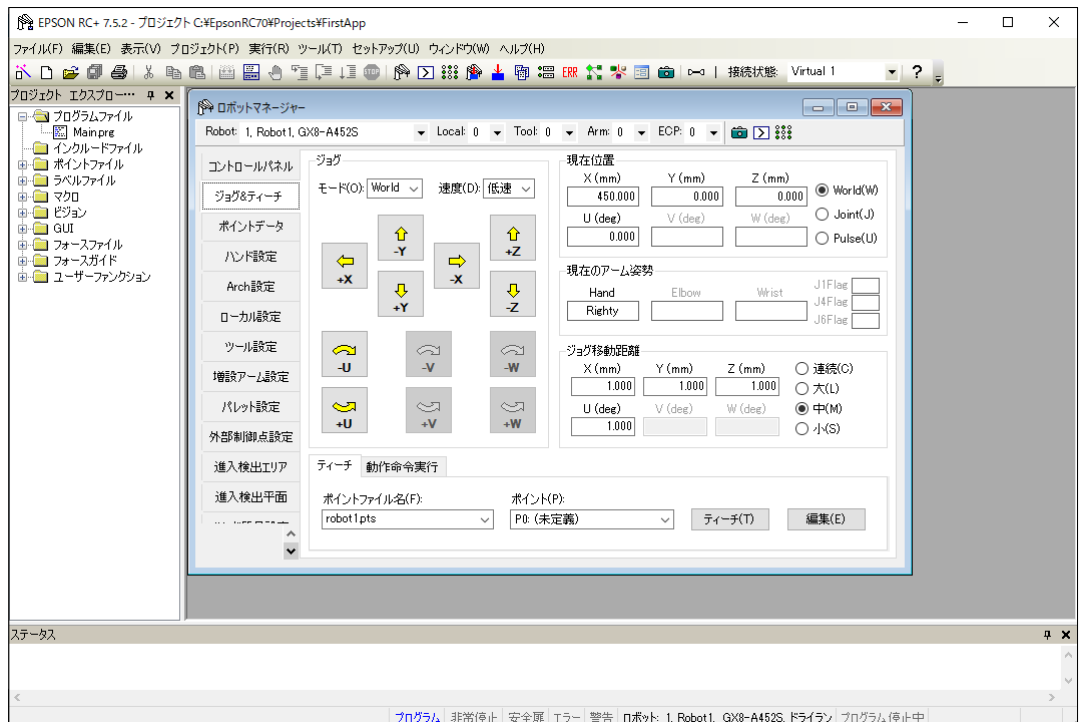 EPSON RC+ 7.5.2 - プロジェクト C:¥EpsonRC70¥Projects¥FirstApp
ファイル(F) 編集(E) 表示(V) プロジェクト(P) 実行(R) ツール(T) セットアップ(U) ウィンドウ(W) ヘルプ(H)
STOP ERR 接続状態: Virtual 1 ?
プロジェクト エクスプロー…
プログラムファイル
Main.prg
インクルードファイル
ポイントファイル
ラベルファイル
マクロ
ビジョン
GUI
フォースファイル
フォースガイド
ユーザーファンクション
ロボットマネージャー
Robot: 1, Robot1, GX8-A452S Local: 0 Tool: 0 Arm: 0 ECP: 0
コントロールパネル
ジョグ&ティーチ
ポイントデータ
ハンド設定
Arch設定
ローカル設定
ツール設定
増設アーム設定
パレット設定
外部制御点設定
進入検出エリア
進入検出平面
ジョグ
モード(O): World 速度(D): 低速
-Y +Z
+X -X
+Y -Z
-U -V -W
+U +V +W
現在位置
X (mm) Y (mm) Z (mm)
450.000 0.000 0.000
U (deg) V (deg) W (deg)
0.000
World(W)
Joint(J)
Pulse(U)
現在のアーム姿勢
Hand Elbow Wrist
Righty
J1Flag
J4Flag
J6Flag
ジョグ移動距離
X (mm) Y (mm) Z (mm)
1.000 1.000 1.000
U (deg) V (deg) W (deg)
1.000
連続(C)
大(L)
中(M)
小(S)
ティーチ 動作命令実行
ポイントファイル名(F): ポイント(P):
robot1.pts P0: (未定義) ティーチ(T) 編集(E)
ステータス
プログラム 非常停止 安全扉 エラー 警告 ロボット: 1, Robot1, GX8-A452S, ドライラン プログラム停止中